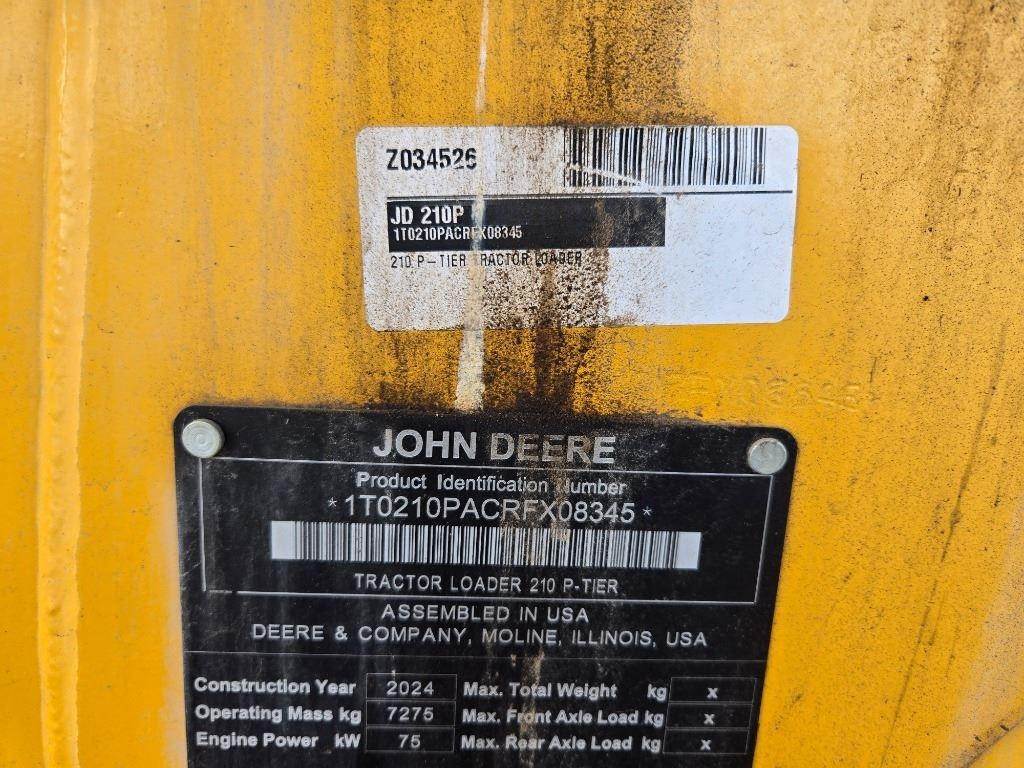 Z034526
JD 210P
1T0210PACRFX08345
210 P-TIER TRACTOR LOADER
JOHN DEERE
Product Identification Number
*1T0210PACRFX08345*
TRACTOR LOADER 210 P-TIER
ASSEMBLED IN USA
DEERE & COMPANY, MOLINE, ILLINOIS, USA
Construction Year 2024 Max. Total Weight kg x
Operating Mass kg 7275 Max. Front Axle Load kg x
Engine Power kW 75 Max. Rear Axle Load kg x